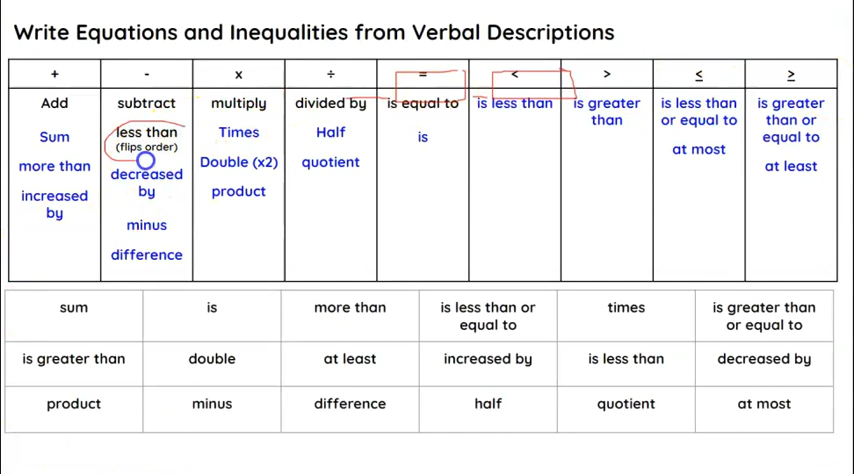 Write Equations and Inequalities from Verbal Descriptions
+ - x ÷ = < > ≤ ≥
Add
Sum
more than
increased
by
subtract
less than
(flips order)
decreased
by
minus
difference
multiply
Times
Double (x2)
product
divided by
Half
quotient
is equal to
is
is less than
is greater
than
is less than
or equal to
at most
is greater
than or
equal to
at least
sum
is
more than
is less than or
equal to
times
is greater than
or equal to
is greater than
double
at least
increased by
is less than
decreased by
product
minus
difference
half
quotient
at most